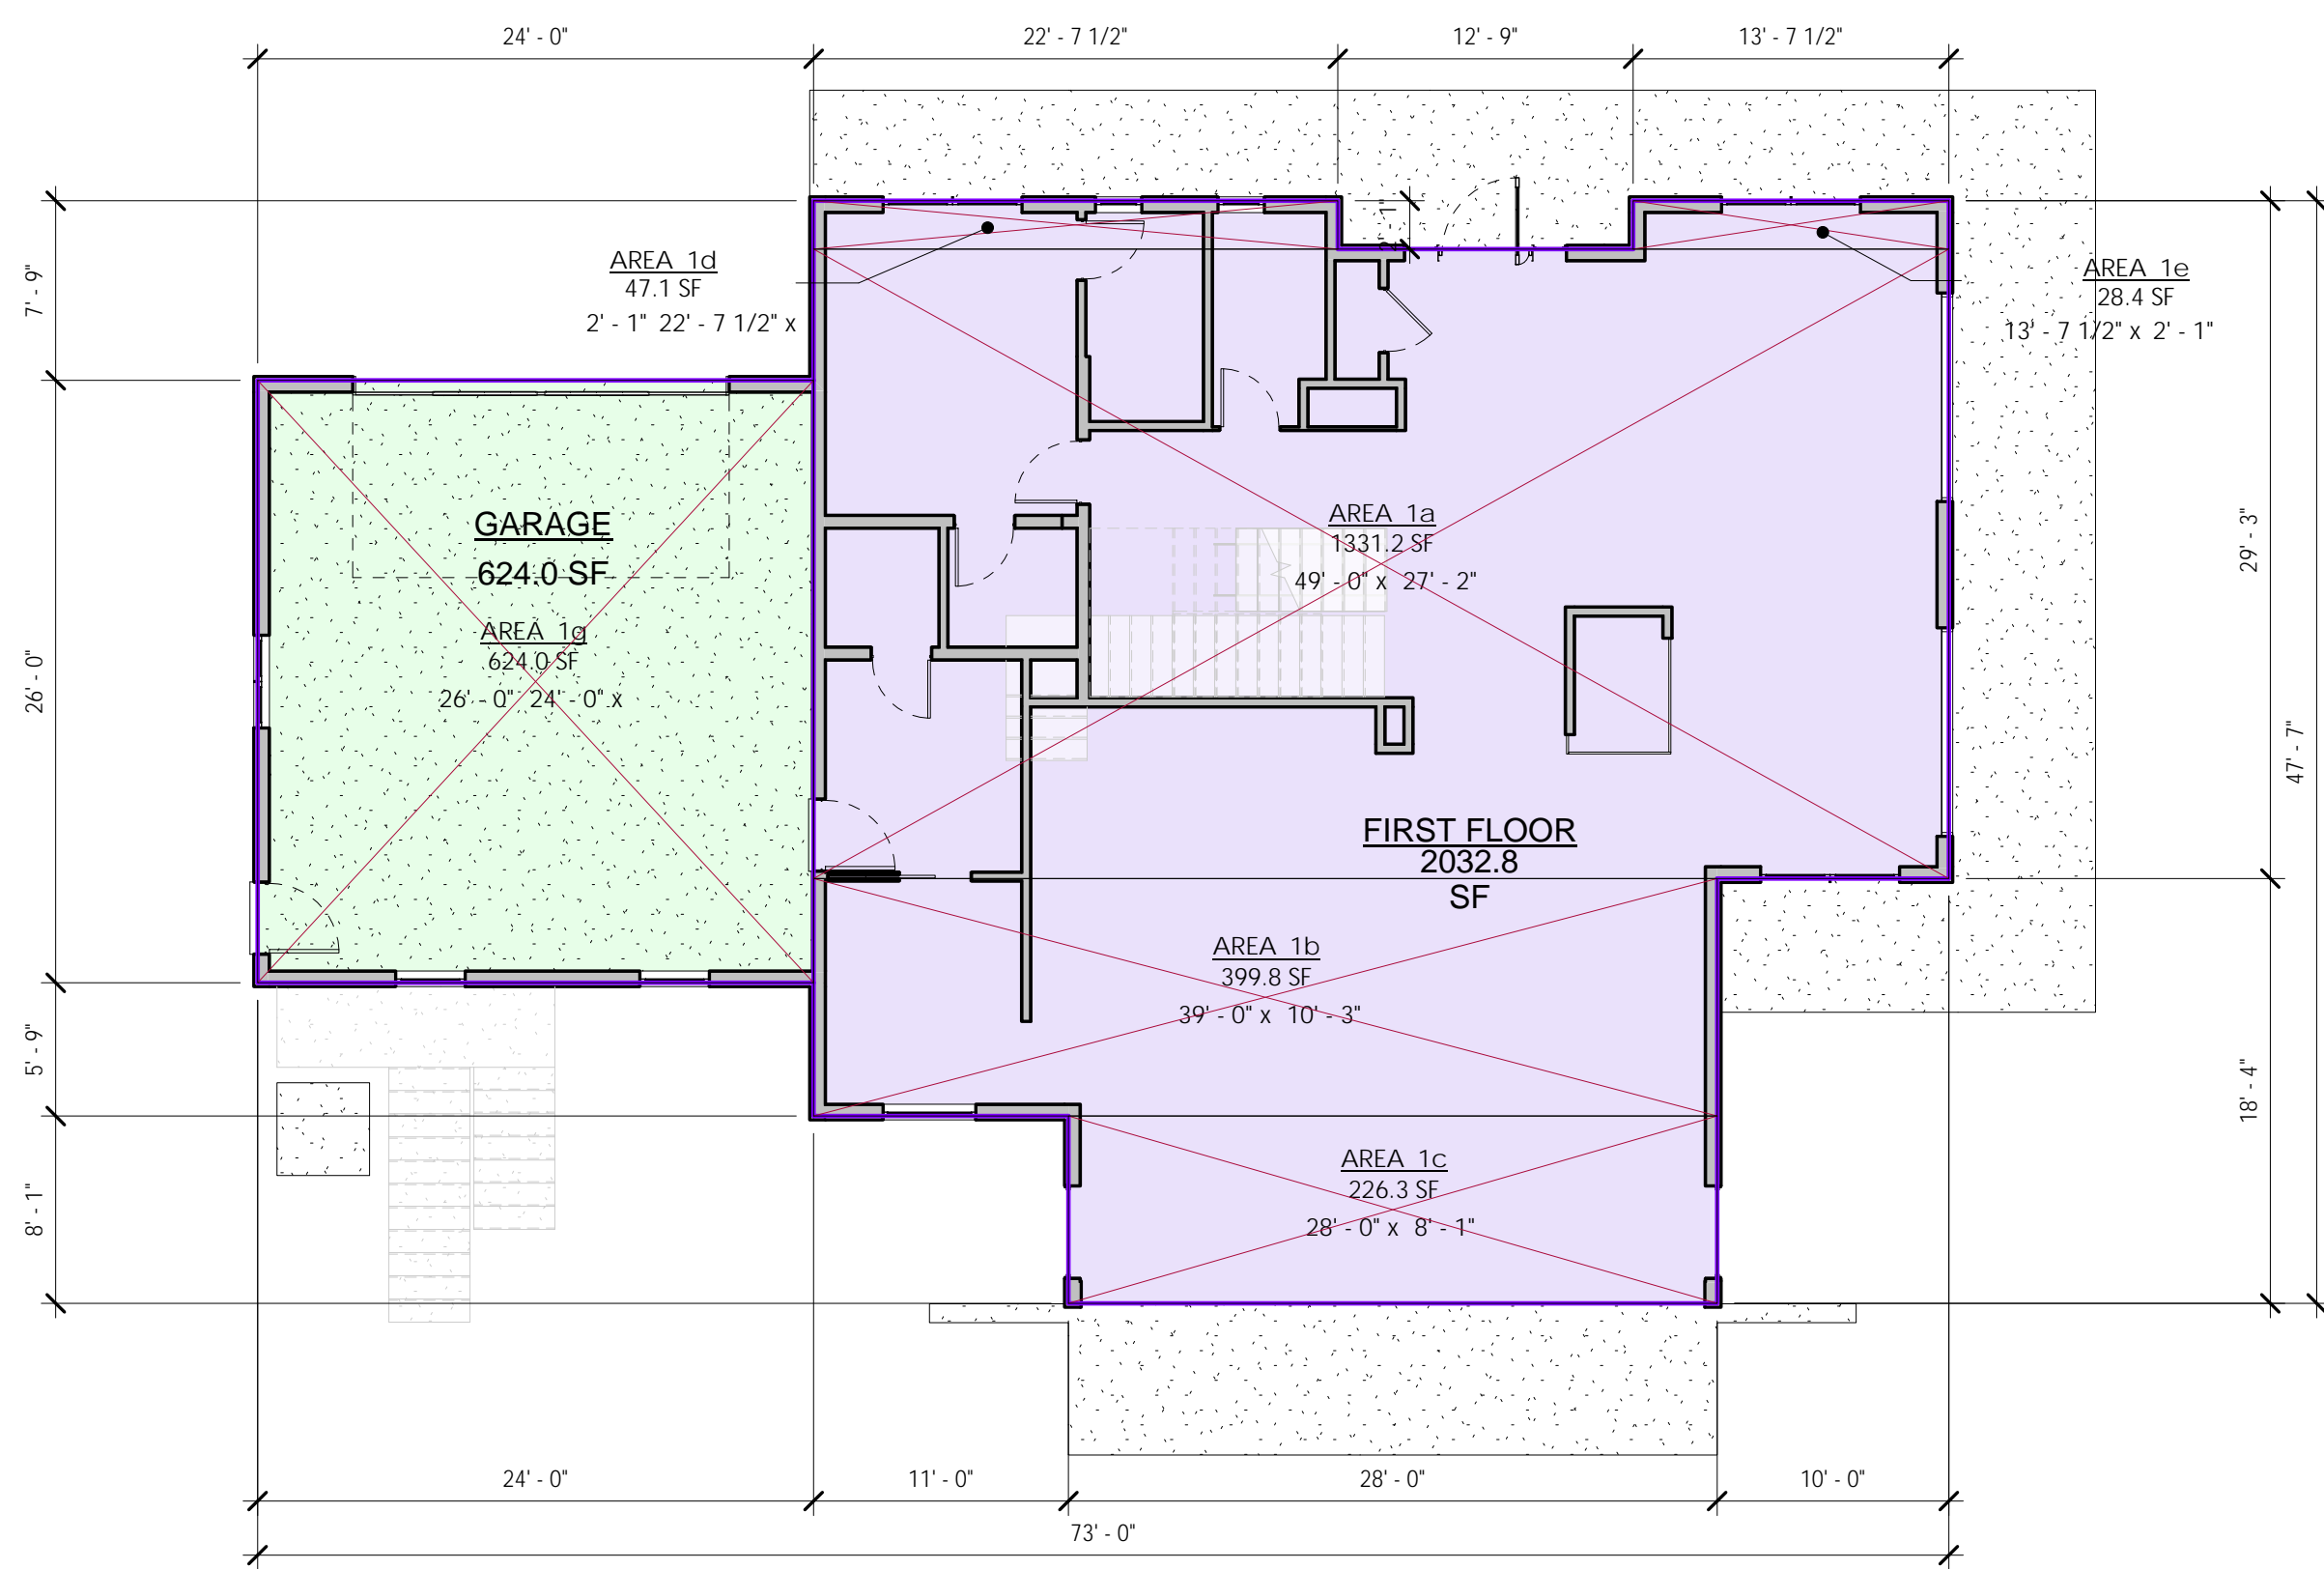 24' - 0"
22' - 7 1/2"
12' - 9"
13' - 7 1/2"
7' - 9"
26' - 0"
5' - 9"
8' - 1"
AREA 1d
47.1 SF
2' - 1" 22' - 7 1/2" x
2' - 1"
AREA 1e
28.4 SF
13' - 7 1/2" x 2' - 1"
GARAGE
624.0 SF
AREA 1g
624.0 SF
26' - 0" 24' - 0" x
AREA 1a
1331.2 SF
49' - 0" x 27' - 2"
FIRST FLOOR
2032.8
SF
AREA 1b
399.8 SF
39' - 0" x 10' - 3"
AREA 1c
226.3 SF
28' - 0" x 8' - 1"
29' - 3"
47' - 7"
18' - 4"
24' - 0"
11' - 0"
28' - 0"
10' - 0"
73' - 0"